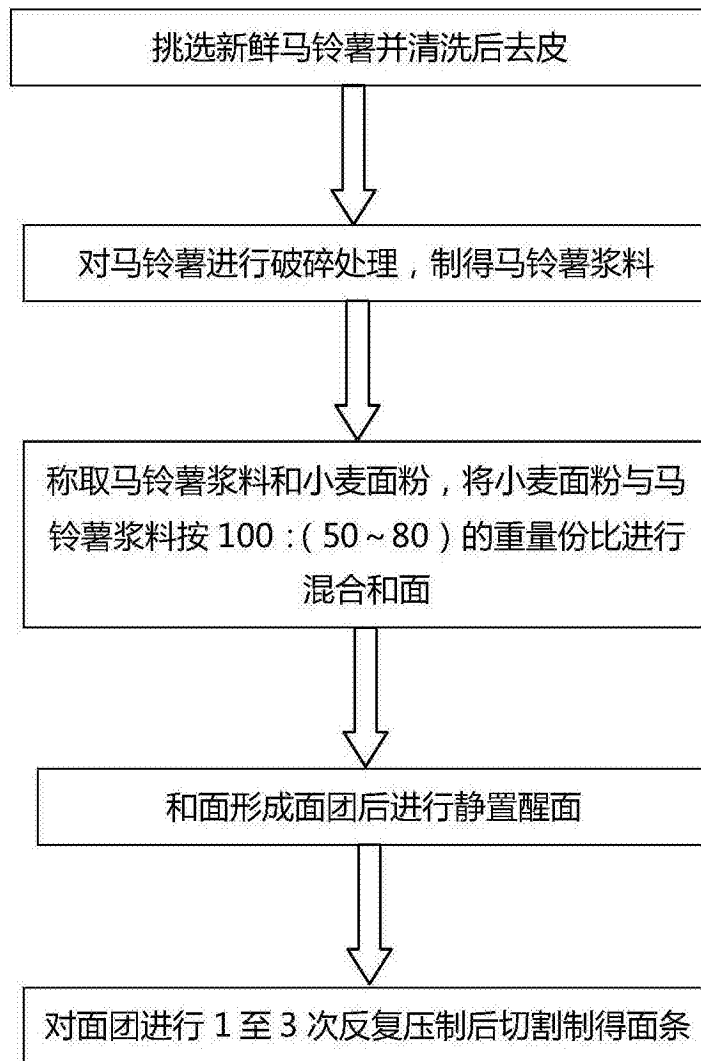 挑选新鲜马铃薯并清洗后去皮
对马铃薯进行破碎处理，制得马铃薯浆料
称取马铃薯浆料和小麦面粉，将小麦面粉与马
铃薯浆料按 100：（50～80）的重量份比进行
混合和面
和面形成面团后进行静置醒面
对面团进行 1 至 3 次反复压制后切割制得面条